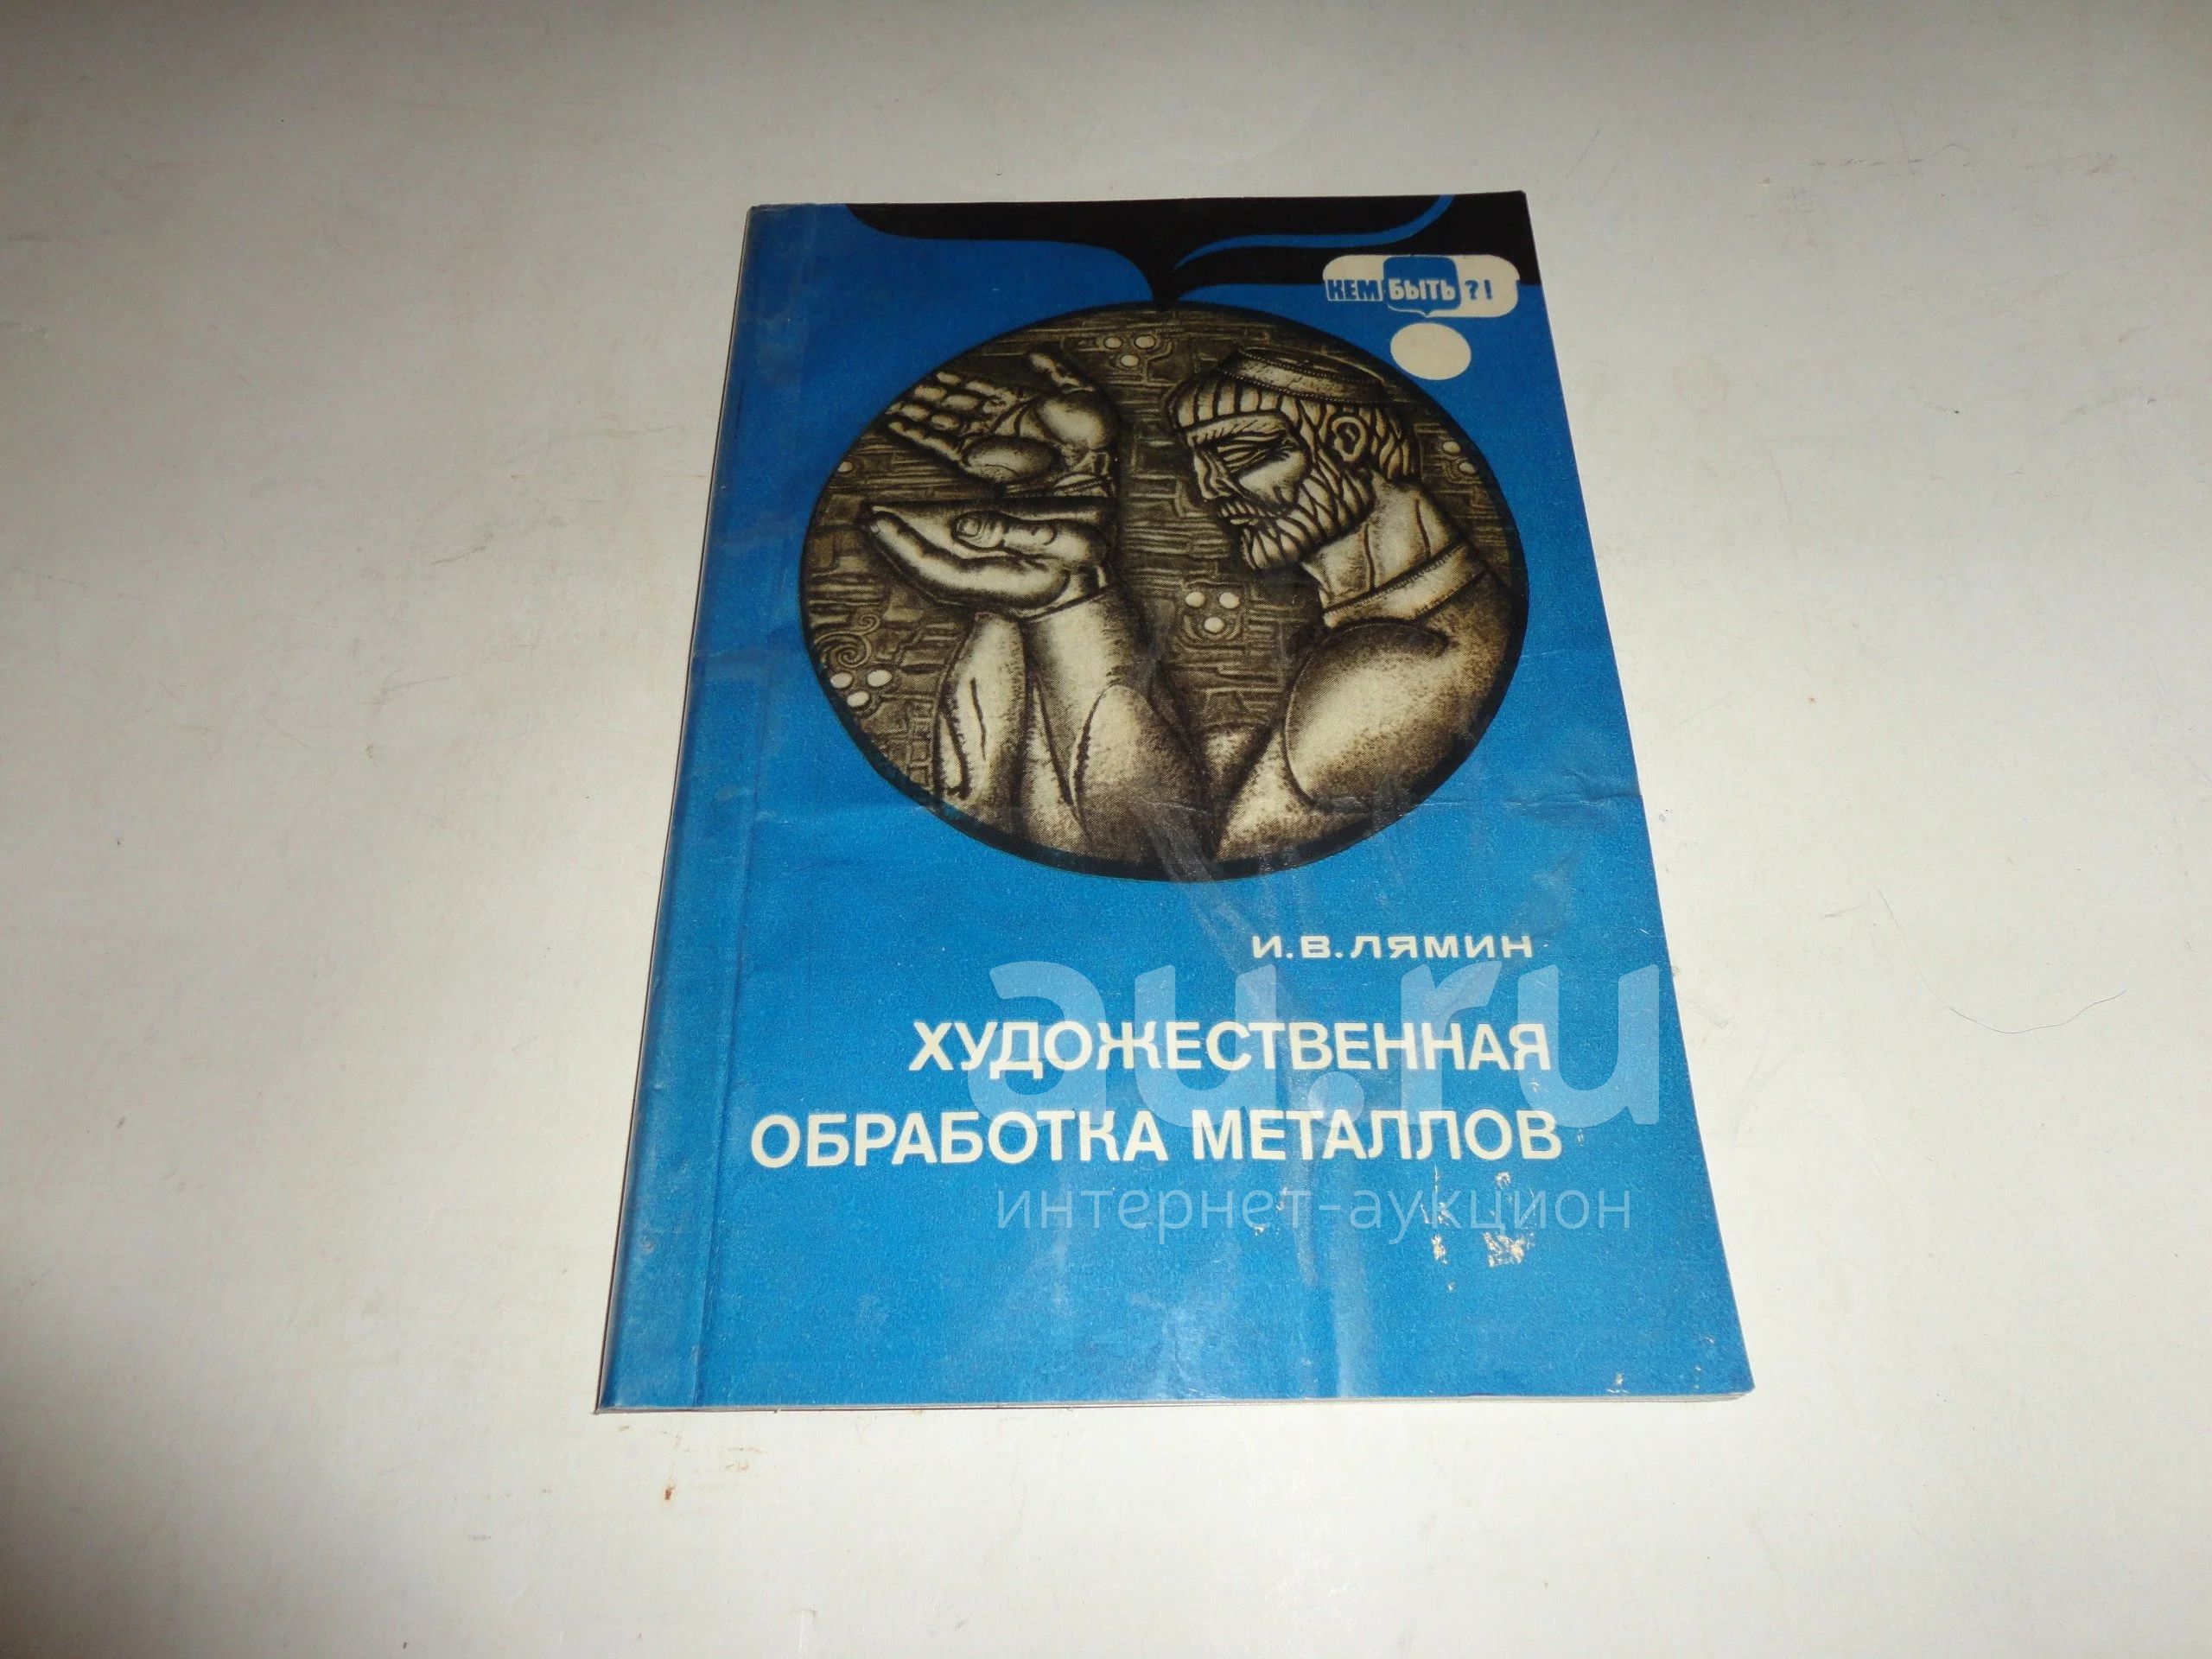 КЕМ БЫТЬ?!
И.В.ЛЯМИН
ХУДОЖЕСТВЕННАЯ
ОБРАБОТКА МЕТАЛЛОВ
au.ru
интернет-аукцион